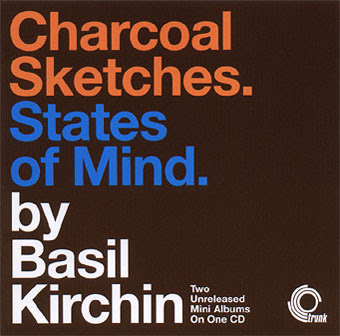 Charcoal
Sketches.
States
of Mind.
by
Basil
Kirchin
Two
Unreleased
Mini Albums
On One CD
trunk